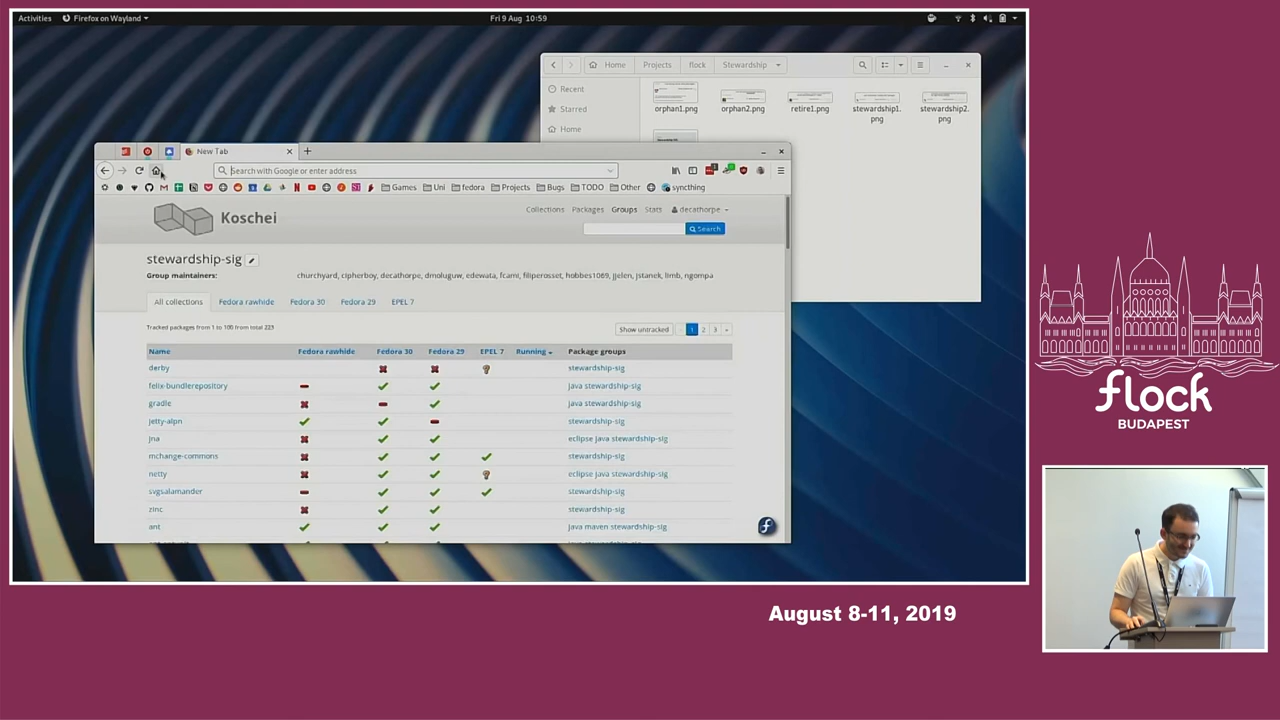 Activities Firefox on Wayland Fri 9 Aug 10:59
Home Projects flock Stewardship
Recent
Starred
Home
orphan1.png orphan2.png retire1.png stewardship1.png stewardship2.png
New Tab
Search with Google or enter address
Games Uni fedora Projects Bugs TODO Other syncthing
Koschei
Collections Packages Groups Stats decathorpe
Search
stewardship-sig
Group maintainers: churchyard, cipherboy, decathorpe, dmoluguw, edewata, fcami, filiperosset, hobbes1069, jjelen, jstanek, limb, ngompa
All collections Fedora rawhide Fedora 30 Fedora 29 EPEL 7
Tracked packages from 1 to 100 from total 223
Show untracked 1 2 3
Name Fedora rawhide Fedora 30 Fedora 29 EPEL 7 Running Package groups
derby stewardship-sig
felix-bundlerepository java stewardship-sig
gradle java stewardship-sig
jetty-alpn stewardship-sig
jna eclipse java stewardship-sig
mchange-commons stewardship-sig
netty eclipse java stewardship-sig
svgsalamander stewardship-sig
zinc stewardship-sig
ant java maven stewardship-sig
flock
BUDAPEST
August 8-11, 2019